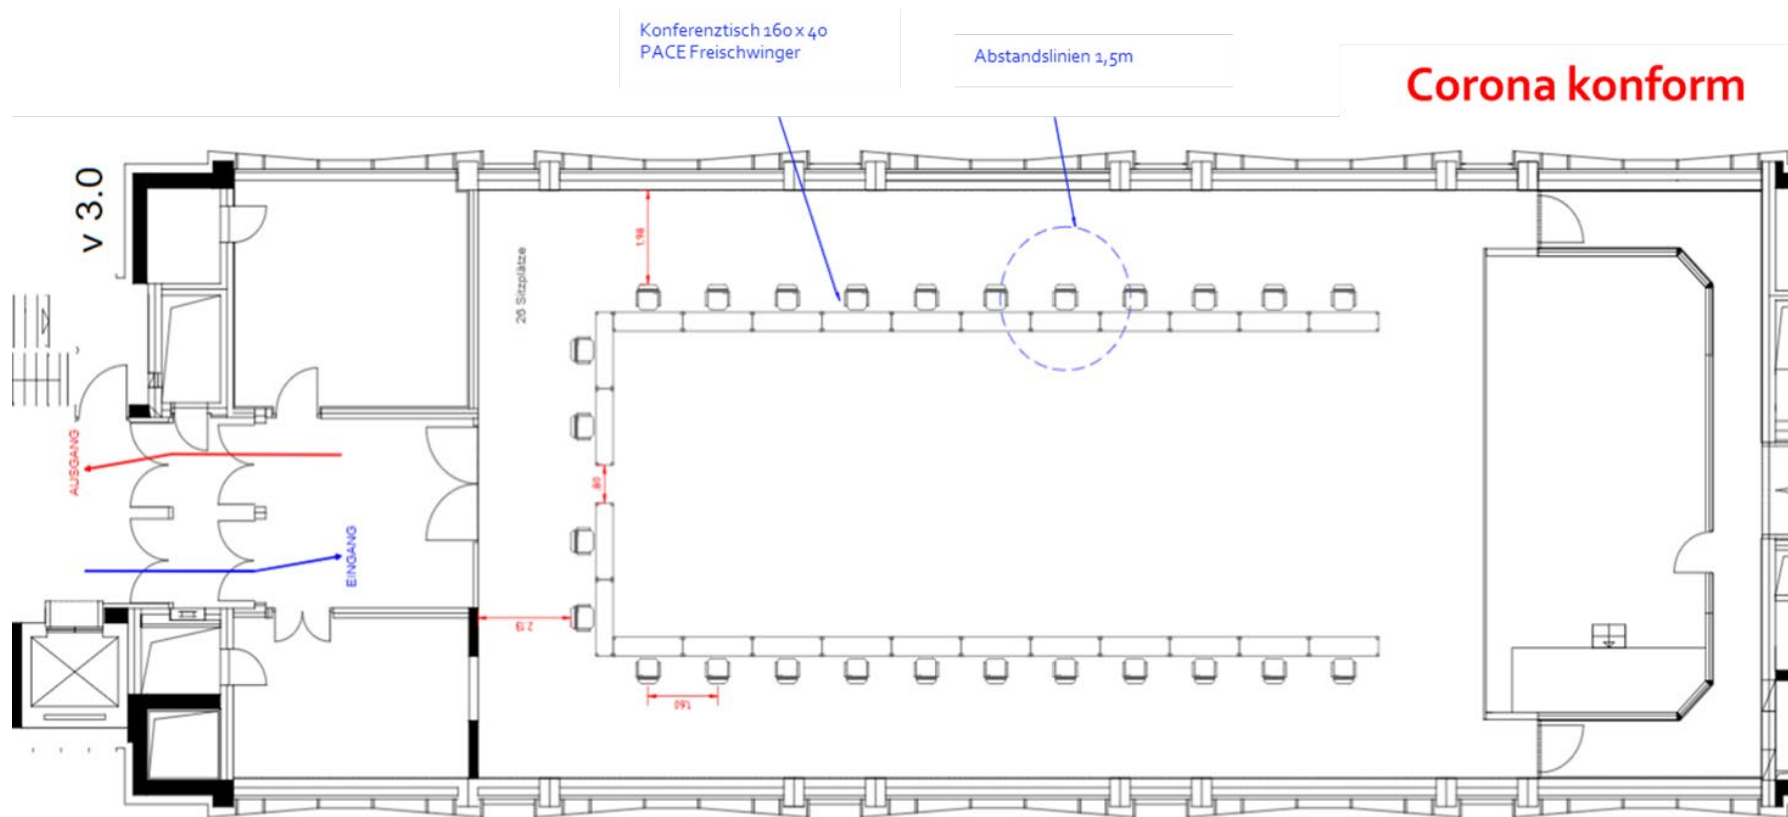 Konferenztisch 160 x 40
PACE Freischwinger
Abstandslinien 1,5m
Corona konform
v 3.0
1.98
26 Sitzplätze
AUSGANG
.80
EINGANG
2.13
1.60